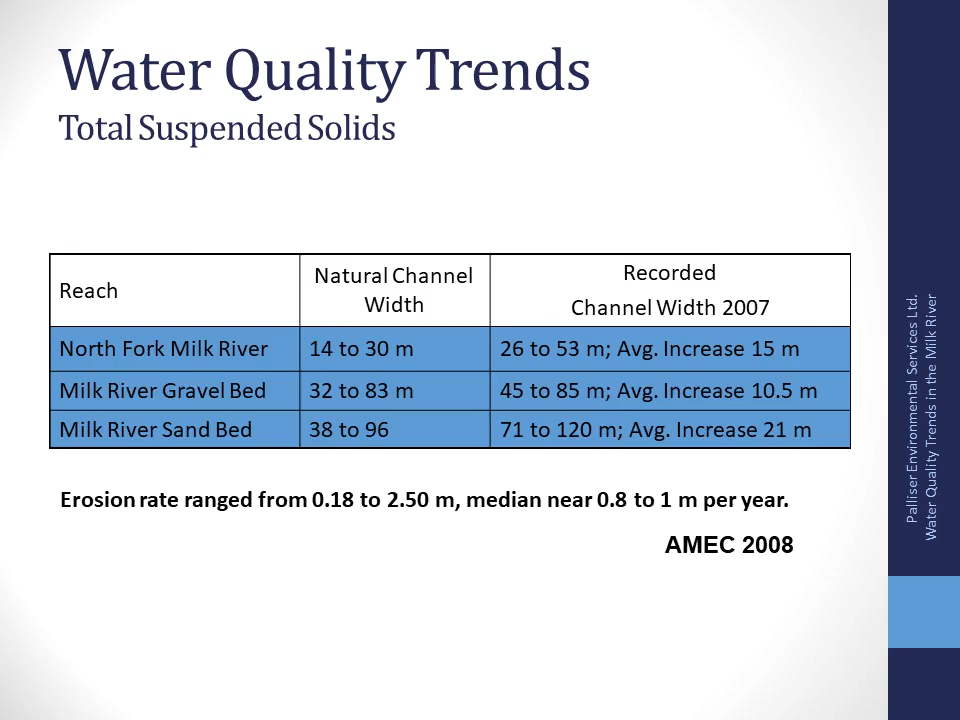 Water Quality Trends
Total Suspended Solids
Reach
Natural Channel
Width
Recorded
Channel Width 2007
North Fork Milk River
14 to 30 m
26 to 53 m; Avg. Increase 15 m
Milk River Gravel Bed
32 to 83 m
45 to 85 m; Avg. Increase 10.5 m
Milk River Sand Bed
38 to 96
71 to 120 m; Avg. Increase 21 m
Erosion rate ranged from 0.18 to 2.50 m, median near 0.8 to 1 m per year.
AMEC 2008
Palliser Environmental Services Ltd.
Water Quality Trends in the Milk River